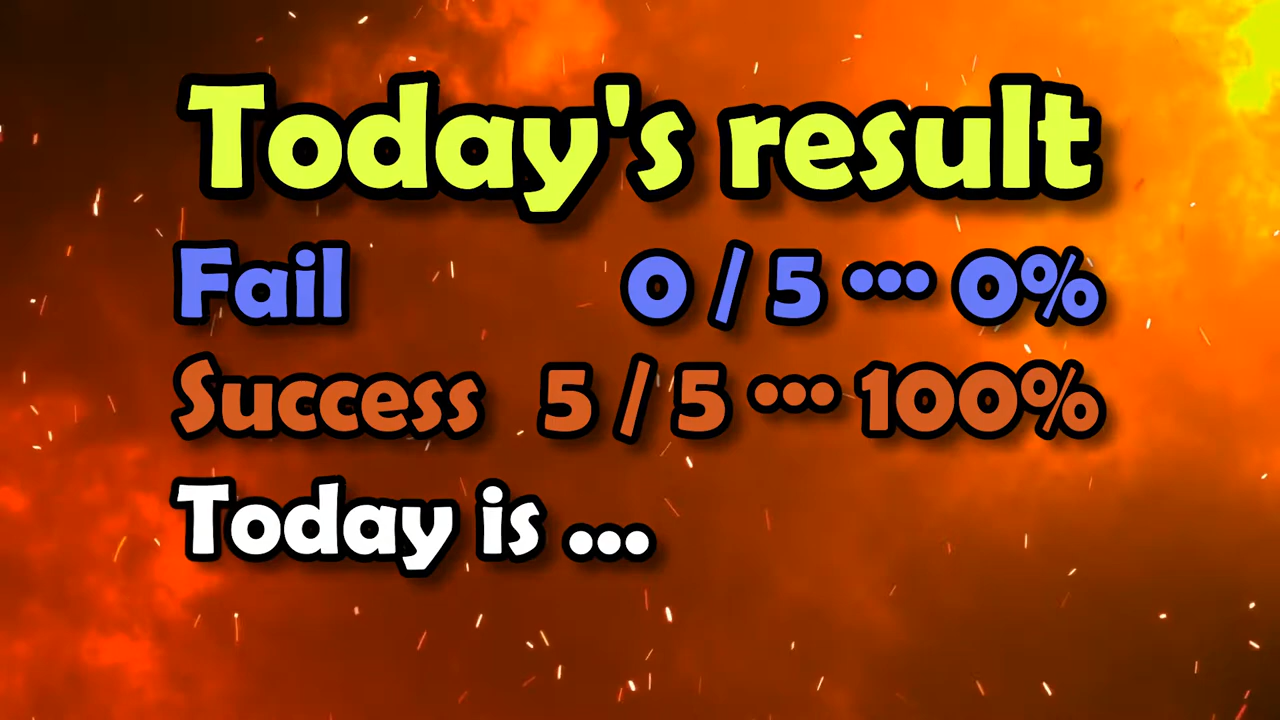 Today's result
Fail 0 / 5 ··· 0%
Success 5 / 5 ··· 100%
Today is ...